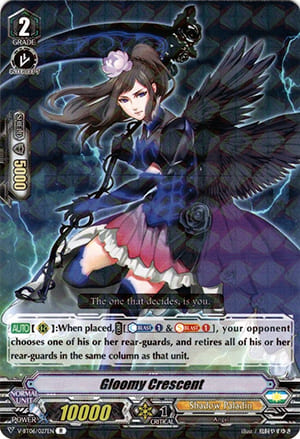 2
GRADE
INTERCEPT
SHIELD
5000
The one that decides, is you.
AUTO [R]:When placed, [C BLAST 1 & S BLAST 1], your opponent
chooses one of his or her rear-guards, and retires all of his or her
rear-guards in the same column as that unit.
NORMAL UNIT
Gloomy Crescent
V-BT06/027EN R
POWER
10000
1
CRITICAL
Shadow Paladin
Angel